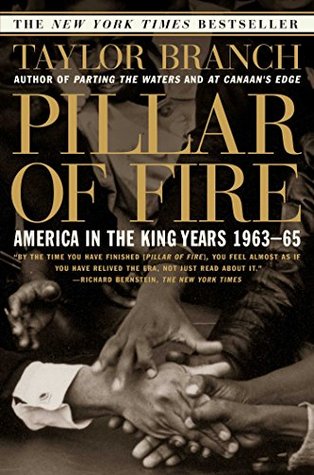 THE NEW YORK TIMES BESTSELLER
TAYLOR BRANCH
AUTHOR OF PARTING THE WATERS AND AT CANAAN'S EDGE
PILLAR
OF FIRE
AMERICA IN THE KING YEARS 1963–65
"BY THE TIME YOU HAVE FINISHED [PILLAR OF FIRE], YOU FEEL ALMOST AS IF
YOU HAVE RELIVED THE ERA, NOT JUST READ ABOUT IT."
—RICHARD BERNSTEIN, THE NEW YORK TIMES